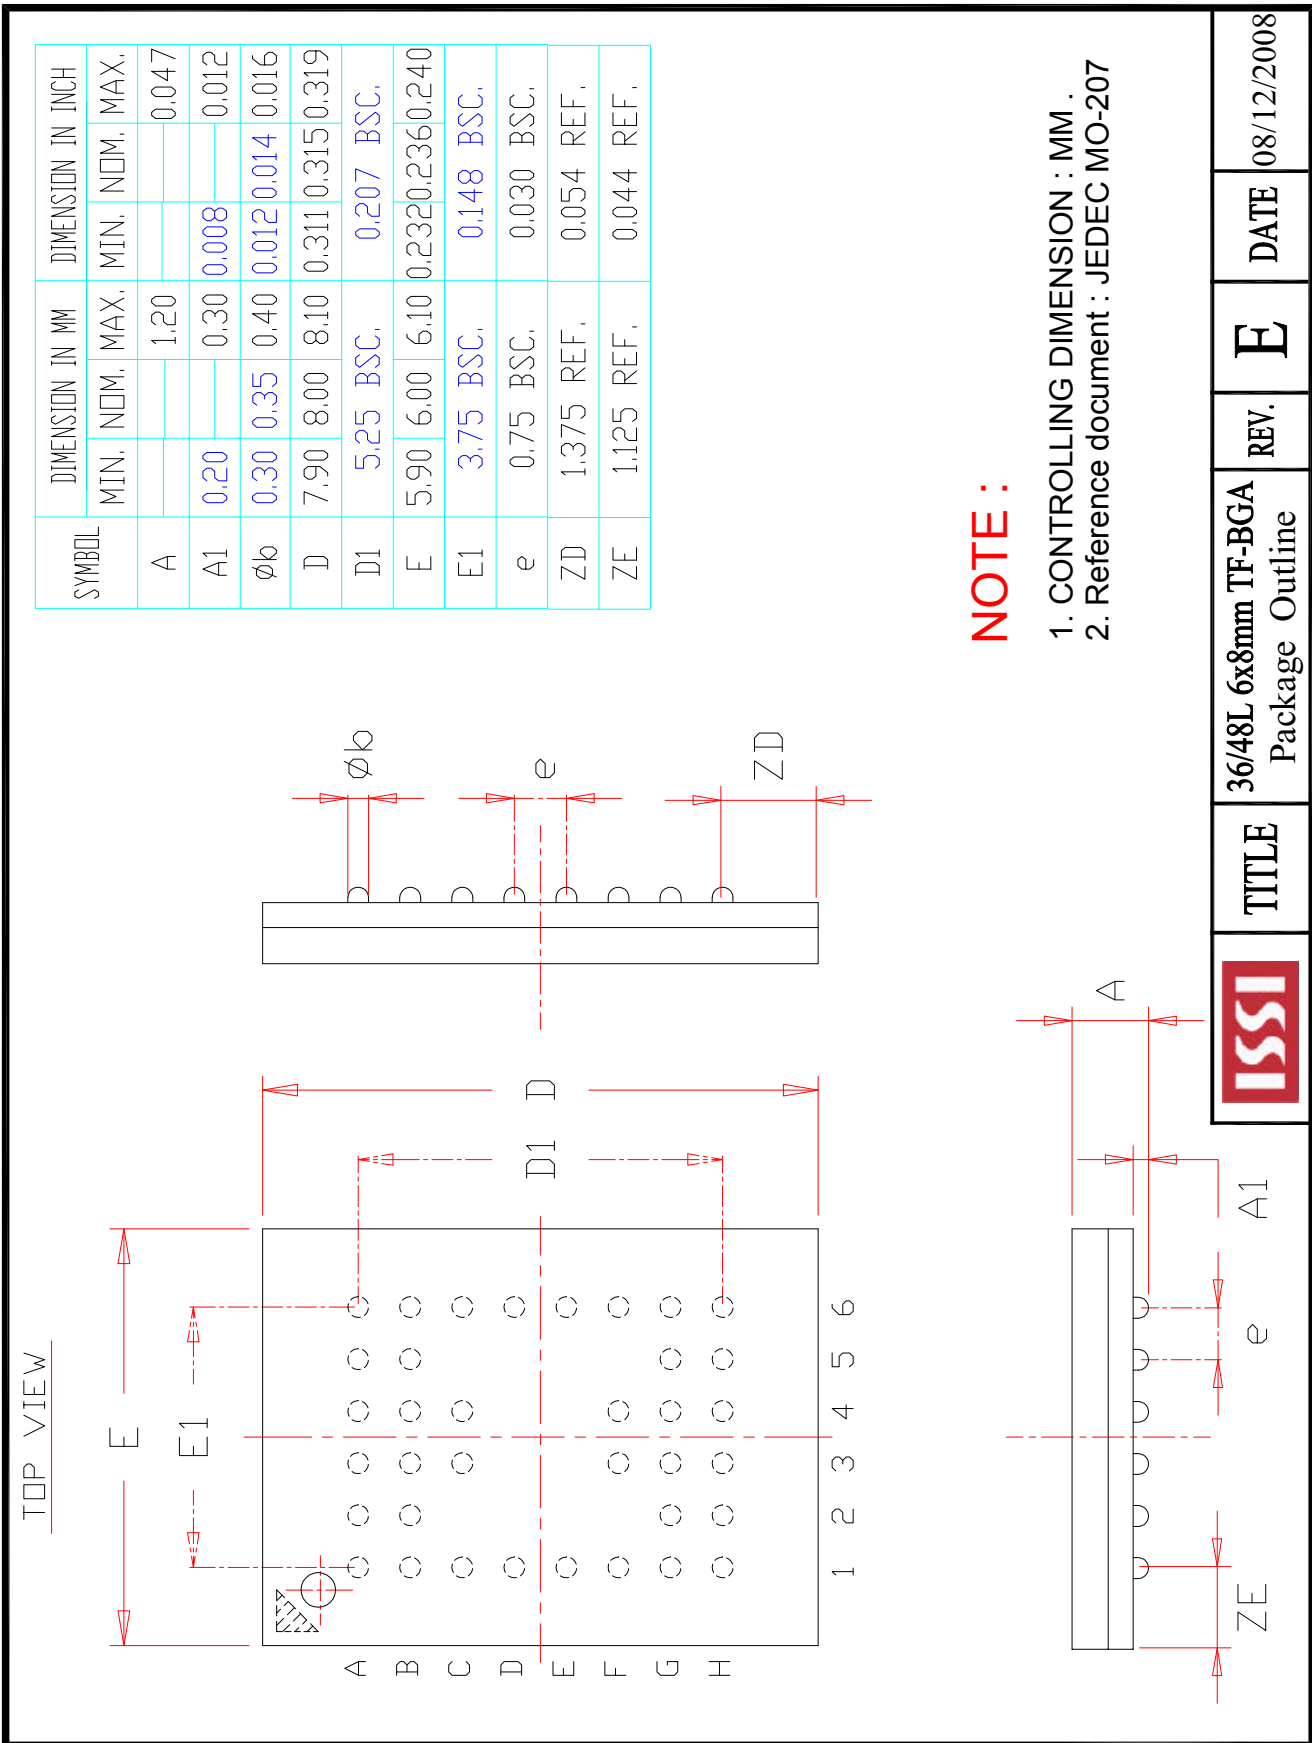 TOP VIEW
E
E1
D1
D
A
B
C
D
E
F
G
H
1 2 3 4 5 6
Øb
e
ZD
A
A1
e
ZE
SYMBOL DIMENSION IN MM DIMENSION IN INCH
MIN. NOM. MAX. MIN. NOM. MAX.
A 1.20 0.047
A1 0.20 0.30 0.008 0.012
Øb 0.30 0.35 0.40 0.012 0.014 0.016
D 7.90 8.00 8.10 0.311 0.315 0.319
D1 5.25 BSC. 0.207 BSC.
E 5.90 6.00 6.10 0.232 0.236 0.240
E1 3.75 BSC. 0.148 BSC.
e 0.75 BSC. 0.030 BSC.
ZD 1.375 REF. 0.054 REF.
ZE 1.125 REF. 0.044 REF.
NOTE :
1. CONTROLLING DIMENSION : MM .
2. Reference document : JEDEC MO-207
ISSI
TITLE
36/48L 6x8mm TF-BGA
Package Outline
REV. E
DATE 08/12/2008